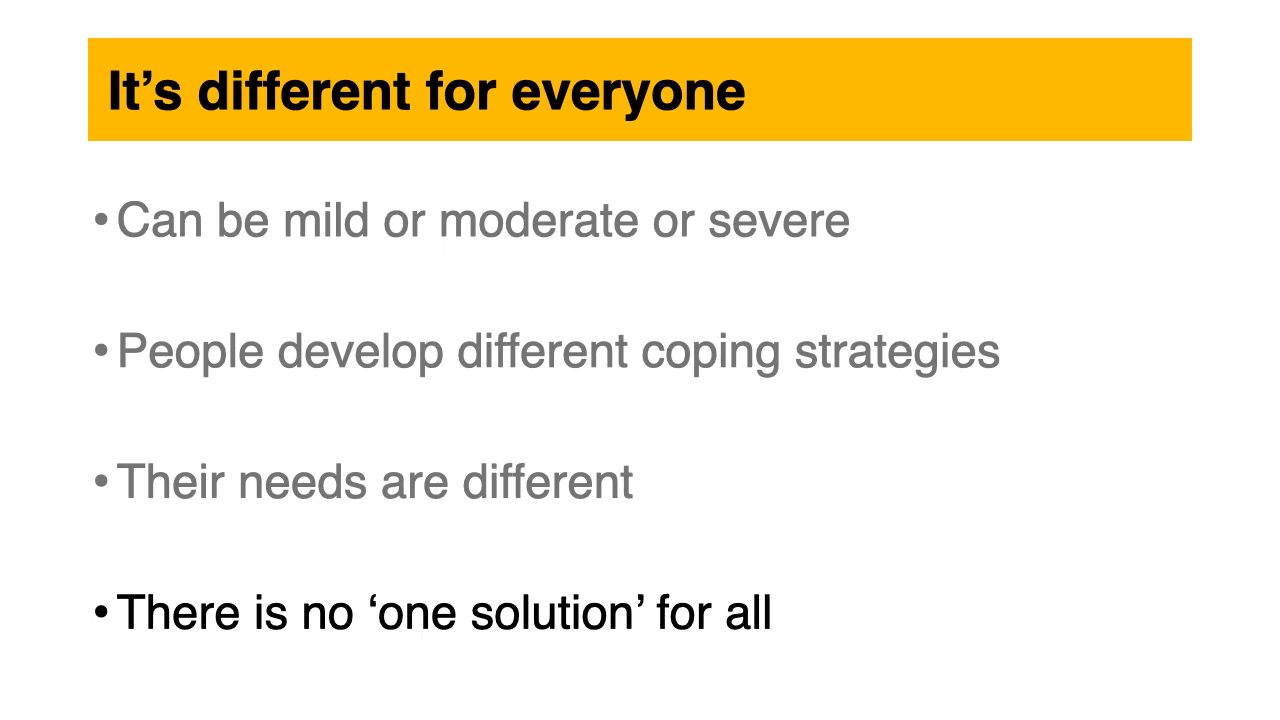 It’s different for everyone
• Can be mild or moderate or severe
• People develop different coping strategies
• Their needs are different
• There is no ‘one solution’ for all